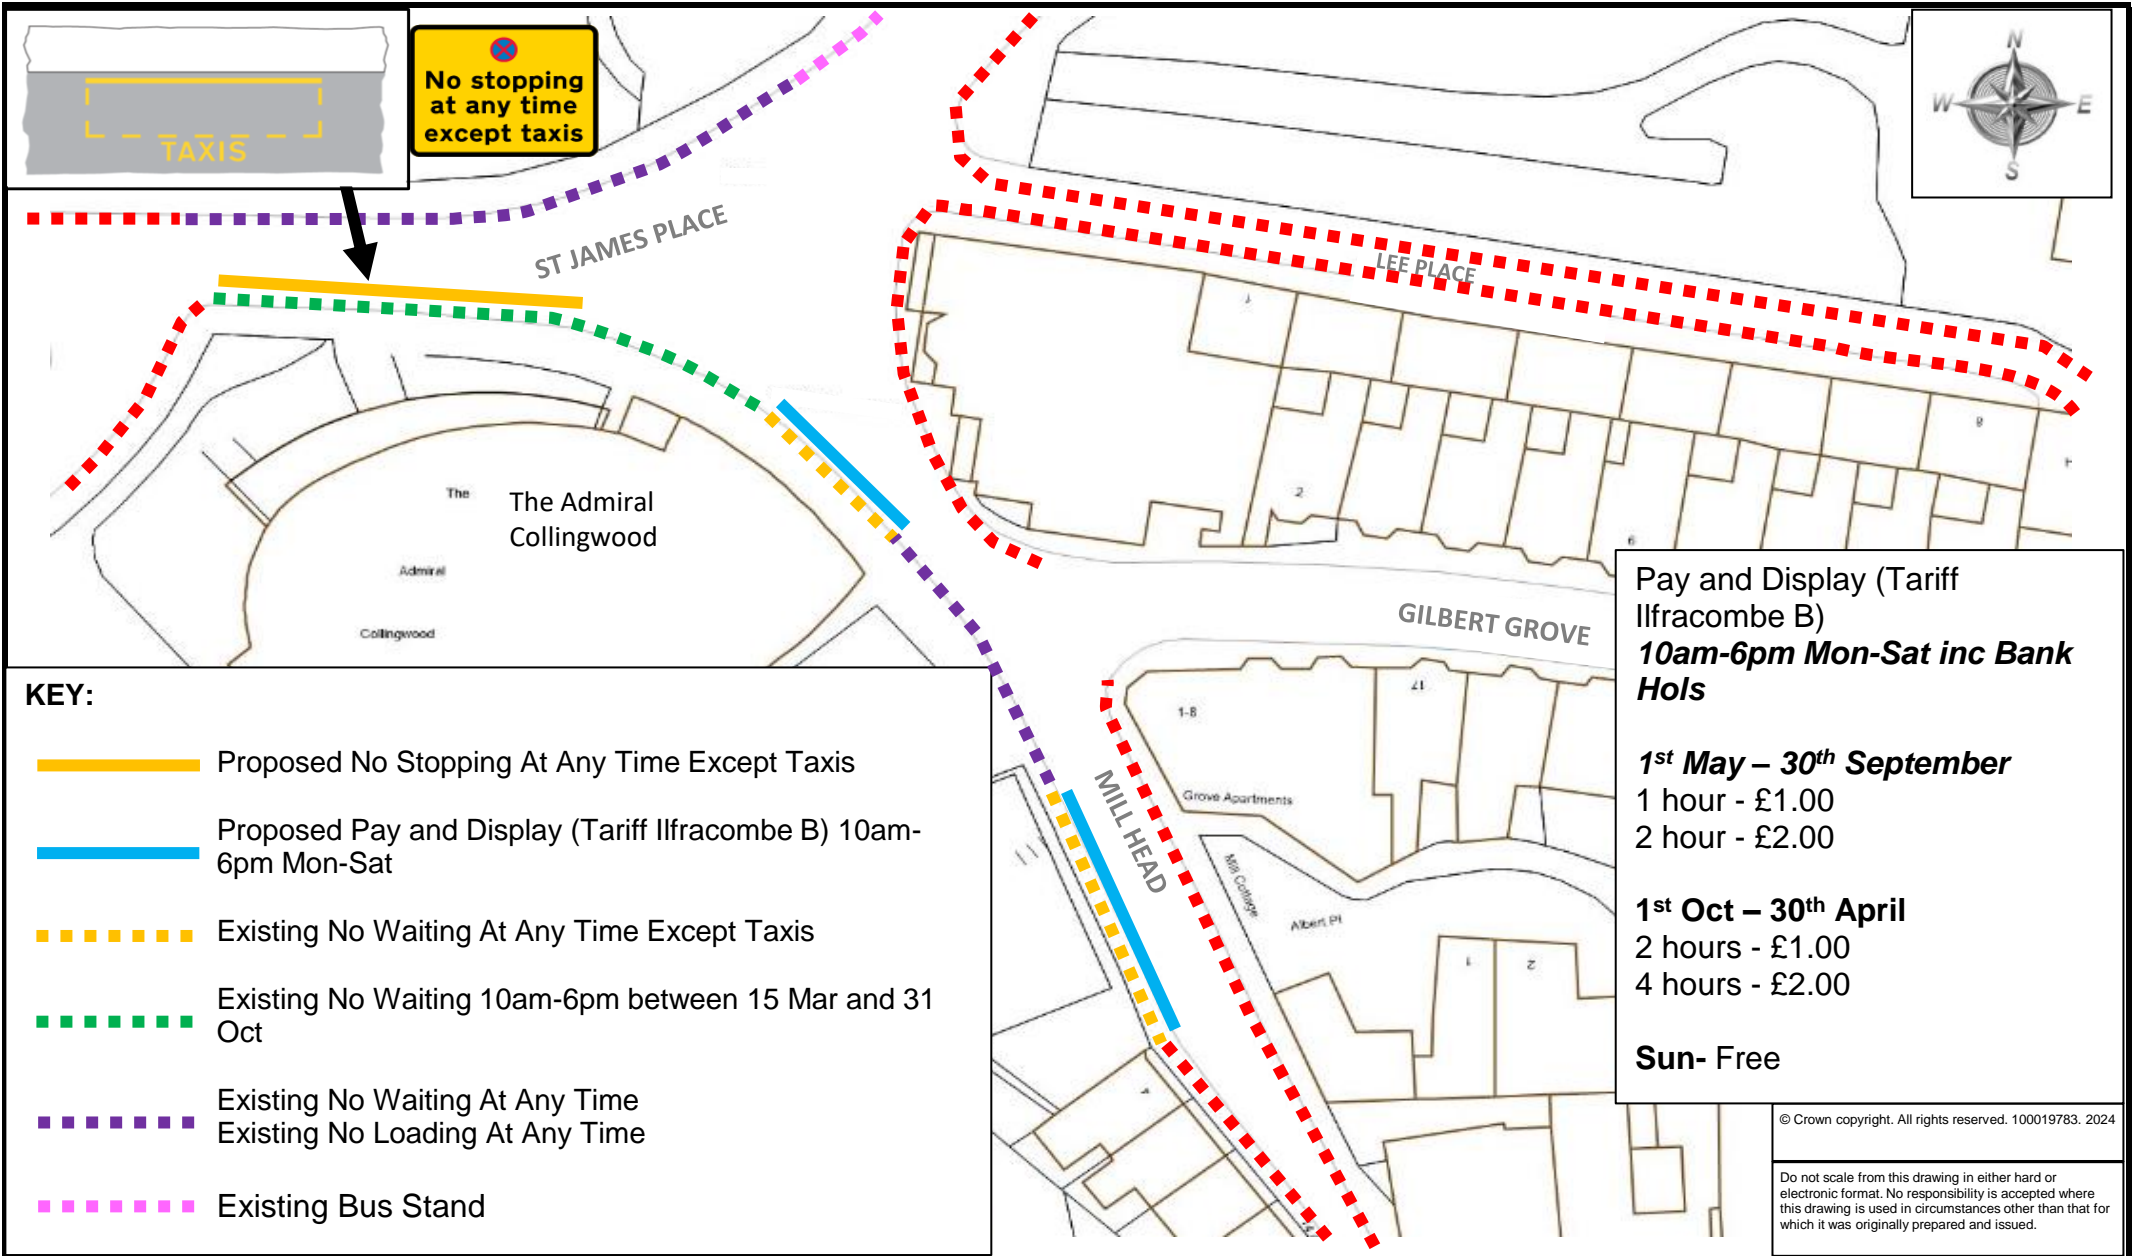 TAXIS
No stopping
at any time
except taxis
N
W
E
S
ST JAMES PLACE
LEE PLACE
1
8
2
The
Admiral
Collingwood
The Admiral
Collingwood
6
GILBERT GROVE
17
1-8
Grove Apartments
MILL HEAD
Mill Cottage
Albert Pl
1
2
4
KEY:
Proposed No Stopping At Any Time Except Taxis
Proposed Pay and Display (Tariff Ilfracombe B) 10am-
6pm Mon-Sat
Existing No Waiting At Any Time Except Taxis
Existing No Waiting 10am-6pm between 15 Mar and 31
Oct
Existing No Waiting At Any Time
Existing No Loading At Any Time
Existing Bus Stand
Pay and Display (Tariff
Ilfracombe B)
10am-6pm Mon-Sat inc Bank
Hols
1st May – 30th September
1 hour - £1.00
2 hour - £2.00
1st Oct – 30th April
2 hours - £1.00
4 hours - £2.00
Sun- Free
© Crown copyright. All rights reserved. 100019783. 2024
Do not scale from this drawing in either hard or
electronic format. No responsibility is accepted where
this drawing is used in circumstances other than that for
which it was originally prepared and issued.